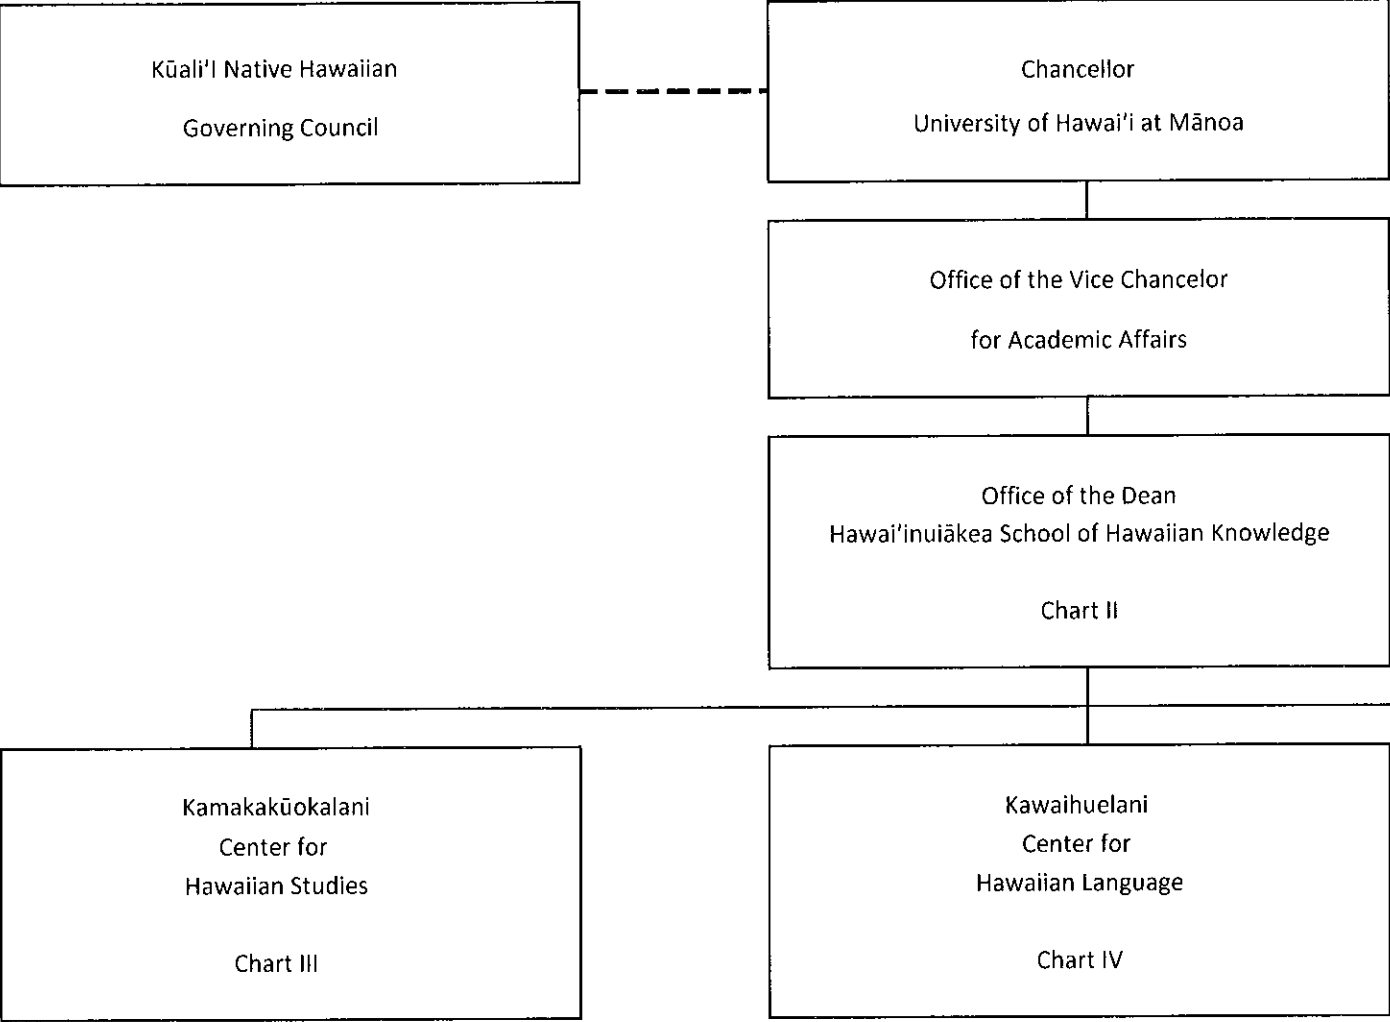 Kūali'I Native Hawaiian
Governing Council
Chancellor
University of Hawai'i at Mānoa
Office of the Vice Chancelor
for Academic Affairs
Office of the Dean
Hawai'inuiākea School of Hawaiian Knowledge
Chart II
Kamakakūokalani
Center for
Hawaiian Studies
Chart III
Kawaihuelani
Center for
Hawaiian Language
Chart IV